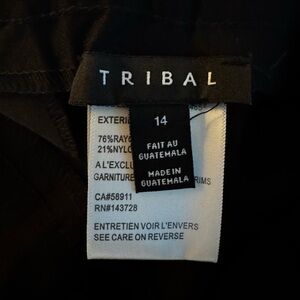 TRIBAL
14
FAIT AU
GUATEMALA
MADE IN
GUATEMALA
EXTERI
76%RAY
21%NYLO
A L'EXCLU
GARNITURE
RIMS
CA#58911
RN#143728
ENTRETIEN VOIR L'ENVERS
SEE CARE ON REVERSE